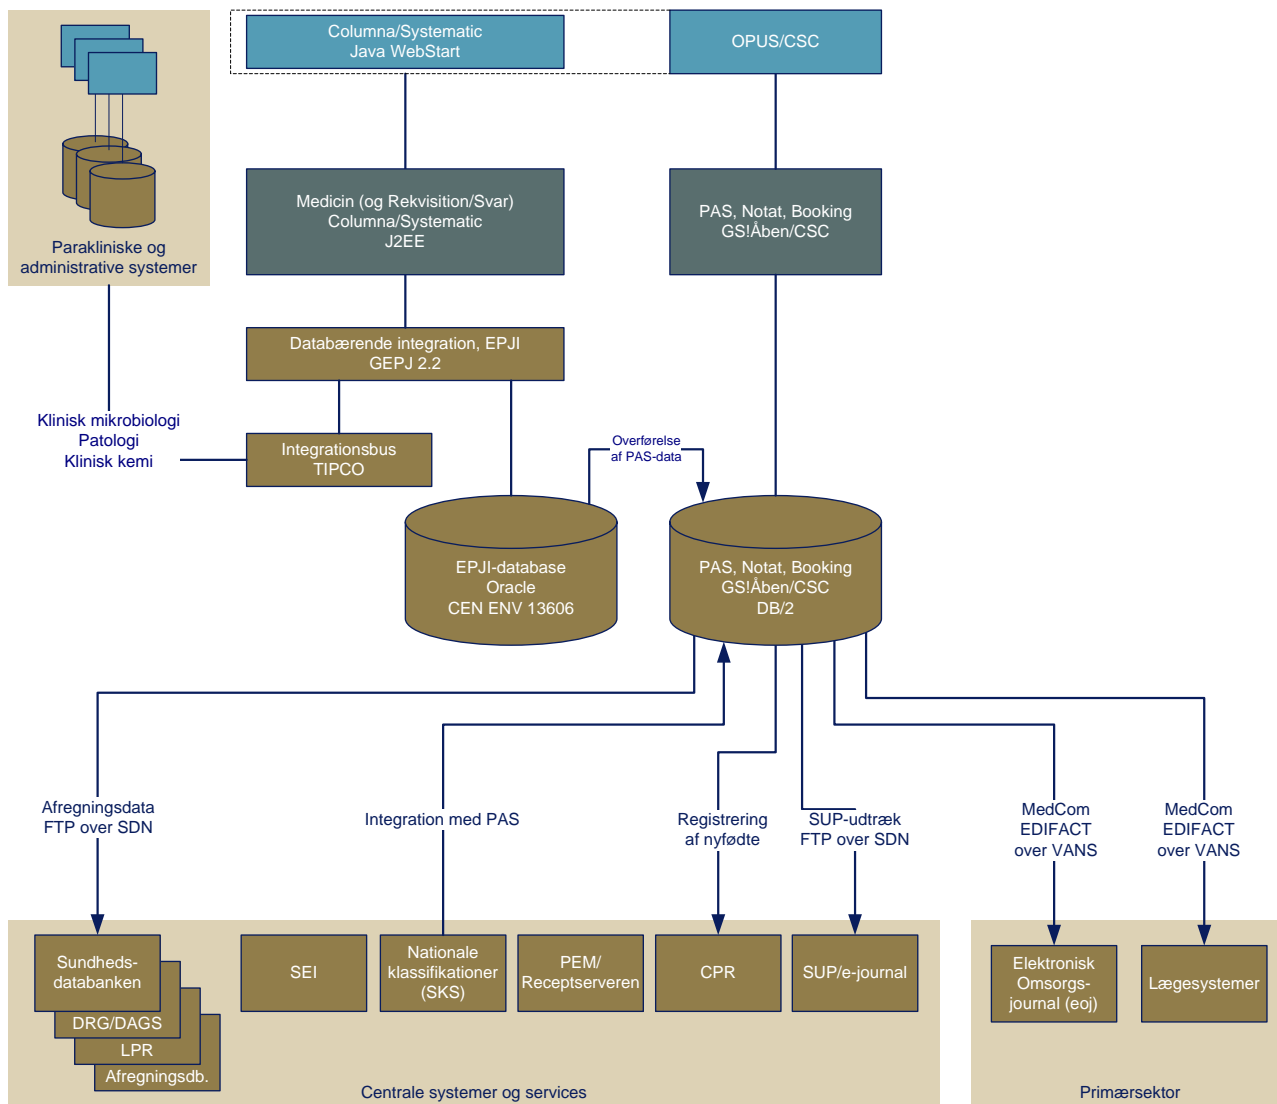 Columna/Systematic
Java WebStart
OPUS/CSC
Medicin (og Rekvisition/Svar)
Columna/Systematic
J2EE
PAS, Notat, Booking
GS!Åben/CSC
Parakliniske og
administrative systemer
Databærende integration, EPJI
GEPJ 2.2
Klinisk mikrobiologi
Patologi
Klinisk kemi
Integrationsbus
TIPCO
Overførelse
af PAS-data
EPJI-database
Oracle
CEN ENV 13606
PAS, Notat, Booking
GS!Åben/CSC
DB/2
Afregningsdata
FTP over SDN
Integration med PAS
Registrering
af nyfødte
SUP-udtræk
FTP over SDN
MedCom
EDIFACT
over VANS
MedCom
EDIFACT
over VANS
Sundheds-
databanken
DRG/DAGS
LPR
Afregningsdb.
SEI
Nationale
klassifikationer
(SKS)
PEM/
Receptserveren
CPR
SUP/e-journal
Elektronisk
Omsorgs-
journal (eoj)
Lægesystemer
Centrale systemer og services
Primærsektor